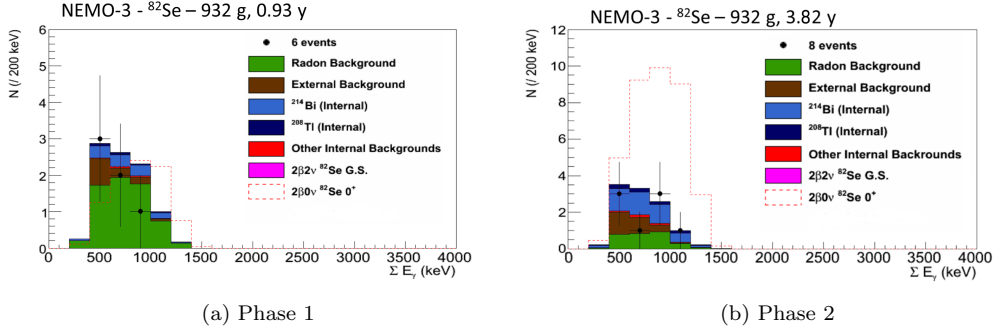 NEMO-3 - ⁸²Se – 932 g, 0.93 y
N (/ 200 keV)
6
5
4
3
2
1
0
6 events
Radon Background
External Background
²¹⁴Bi (Internal)
²⁰⁸Tl (Internal)
Other Internal Backgrounds
2β2ν ⁸²Se G.S.
2β0ν ⁸²Se 0⁺
0 500 1000 1500 2000 2500 3000 3500 4000
Σ Eᵧ (keV)
(a) Phase 1
NEMO-3 - ⁸²Se – 932 g, 3.82 y
N (/ 200 keV)
12
10
8
6
4
2
0
8 events
Radon Background
External Background
²¹⁴Bi (Internal)
²⁰⁸Tl (Internal)
Other Internal Backrounds
2β2ν ⁸²Se G.S.
2β0ν ⁸²Se 0⁺
0 500 1000 1500 2000 2500 3000 3500 4000
Σ Eᵧ (keV)
(b) Phase 2